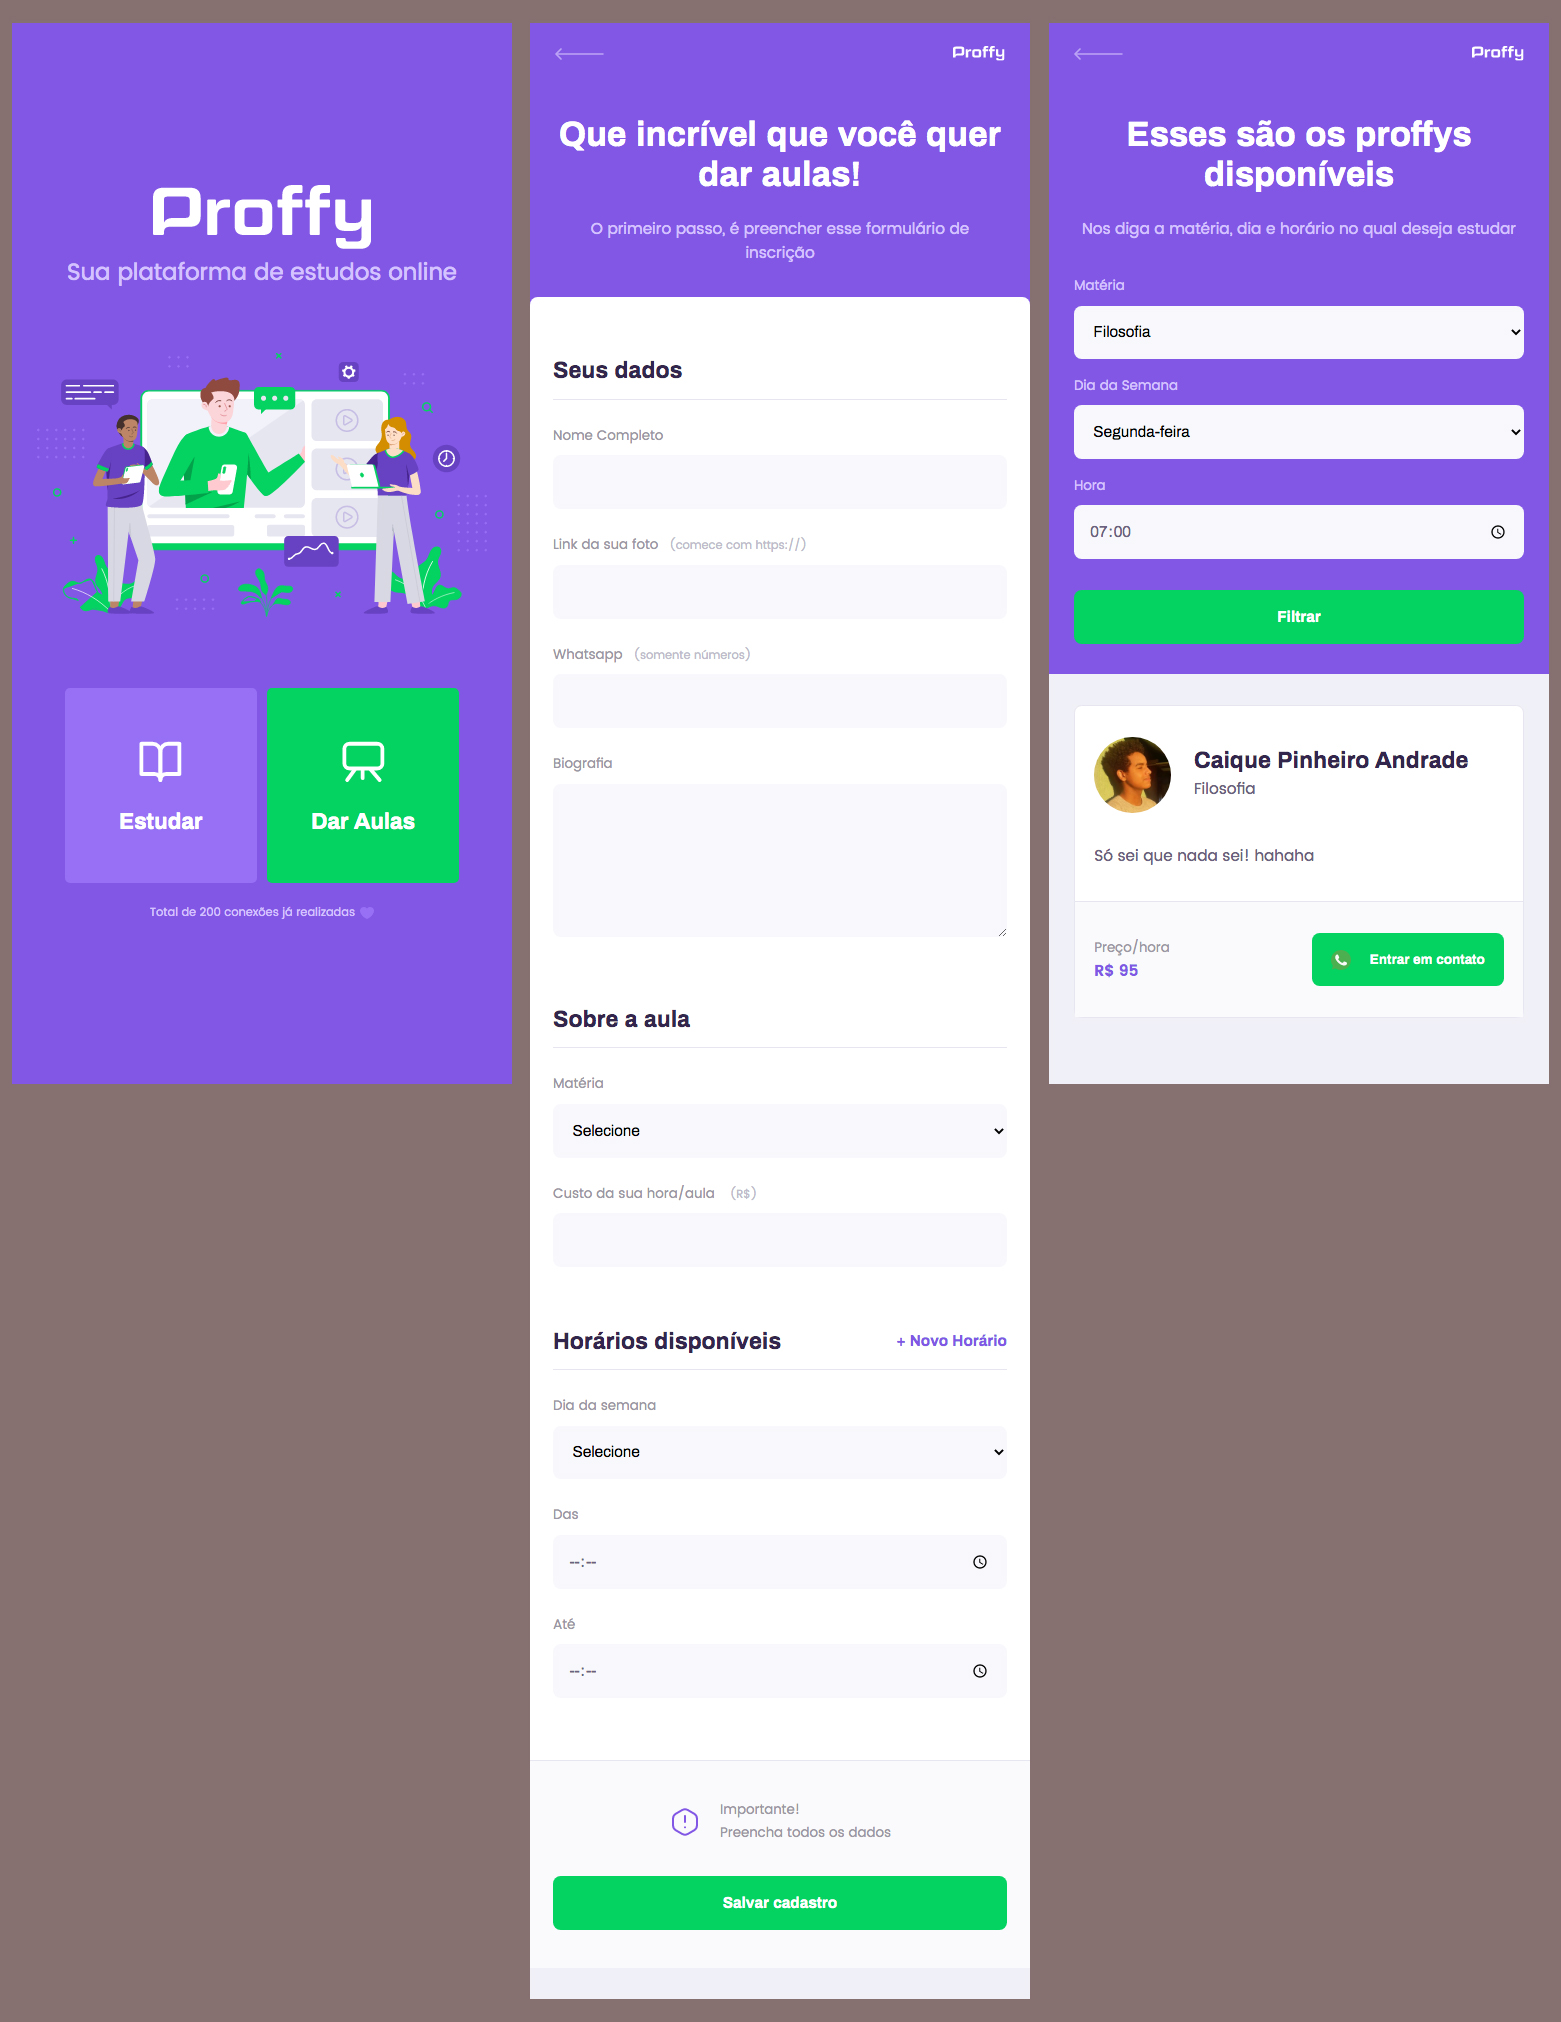 Proffy
Sua plataforma de estudos online
Estudar
Dar Aulas
Total de 200 conexões já realizadas
Proffy
Que incrível que você quer
dar aulas!
O primeiro passo, é preencher esse formulário de
inscrição
Seus dados
Nome Completo
Link da sua foto (comece com https://)
Whatsapp (somente números)
Biografia
Sobre a aula
Matéria
Selecione
Custo da sua hora/aula (R$)
Horários disponíveis
+ Novo Horário
Dia da semana
Selecione
Das
--:--
Até
--:--
Importante!
Preencha todos os dados
Salvar cadastro
Proffy
Esses são os proffys
disponíveis
Nos diga a matéria, dia e horário no qual deseja estudar
Matéria
Filosofia
Dia da Semana
Segunda-feira
Hora
07:00
Filtrar
Caique Pinheiro Andrade
Filosofia
Só sei que nada sei! hahaha
Preço/hora
R$ 95
Entrar em contato